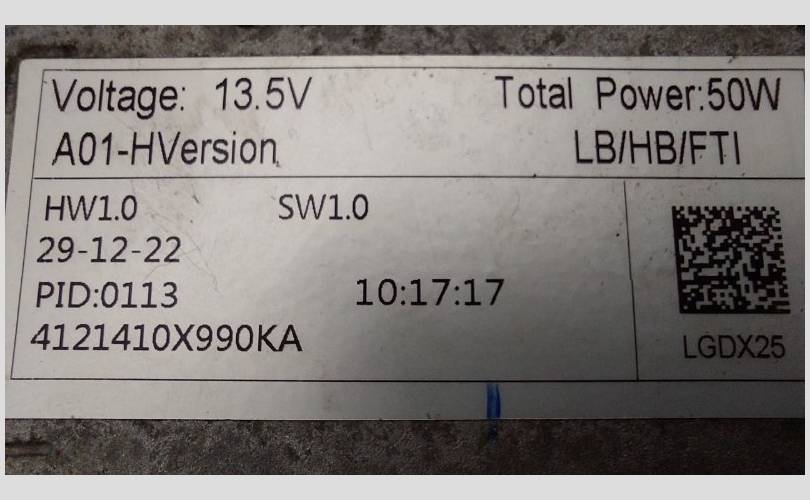 Voltage: 13.5V Total Power:50W
A01-HVersion LB/HB/FTI
HW1.0 SW1.0
29-12-22
PID:0113 10:17:17
4121410X990KA
LGDX25